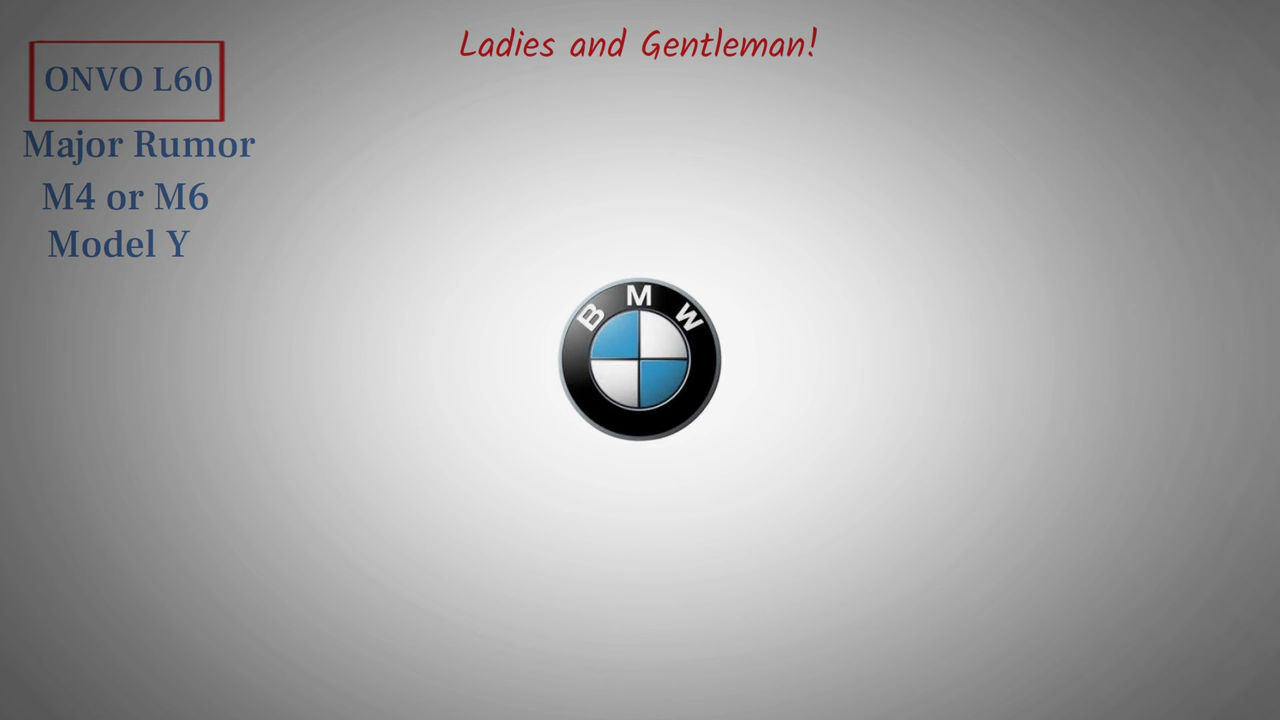 Ladies and Gentleman!
ONVO L60
Major Rumor
M4 or M6
Model Y
BMW